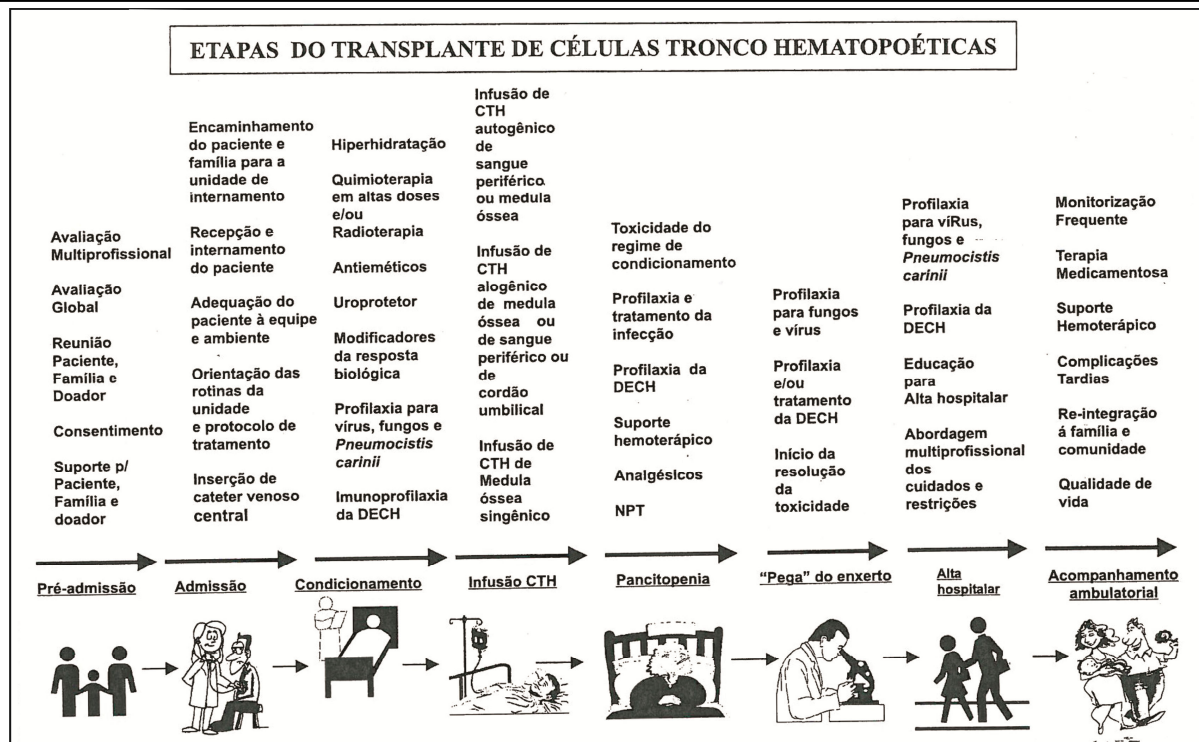 ETAPAS DO TRANSPLANTE DE CÉLULAS TRONCO HEMATOPOÉTICAS
Avaliação
Multiprofissional
Avaliação
Global
Reunião
Paciente,
Família e
Doador
Consentimento
Suporte p/
Paciente,
Família e
doador
Pré-admissão
Encaminhamento
do paciente e
família para a
unidade de
internamento
Recepção e
internamento
do paciente
Adequação do
paciente à equipe
e ambiente
Orientação das
rotinas da
unidade
e protocolo de
tratamento
Inserção de
cateter venoso
central
Admissão
Hiperhidratação
Quimioterapia
em altas doses
e/ou
Radioterapia
Antieméticos
Uroprotetor
Modificadores
da resposta
biológica
Profilaxia para
vírus, fungos e
Pneumocistis
carinii
Imunoprofilaxia
da DECH
Condicionamento
Infusão de
CTH
autogênico
de
sangue
periférico.
ou medula
óssea
Infusão de
CTH
alogênico
de medula
óssea ou
de sangue
periférico ou
de
cordão
umbilical
Infusão de
CTH de
Medula
óssea
singênico
Infusão CTH
Toxicidade do
regime de
condicionamento
Profilaxia e
tratamento da
infecção
Profilaxia da
DECH
Suporte
hemoterápico
Analgésicos
NPT
Pancitopenia
Profilaxia
para fungos
e vírus
Profilaxia
e/ou
tratamento
da DECH
Início da
resolução
da
toxicidade
"Pega" do enxerto
Profilaxia
para víRus,
fungos e
Pneumocistis
carinii
Profilaxia da
DECH
Educação
para
Alta hospitalar
Abordagem
multiprofissional
dos
cuidados e
restrições
Alta
hospitalar
Monitorização
Frequente
Terapia
Medicamentosa
Suporte
Hemoterápico
Complicações
Tardias
Re-integração
á família e
comunidade
Qualidade de
vida
Acompanhamento
ambulatorial